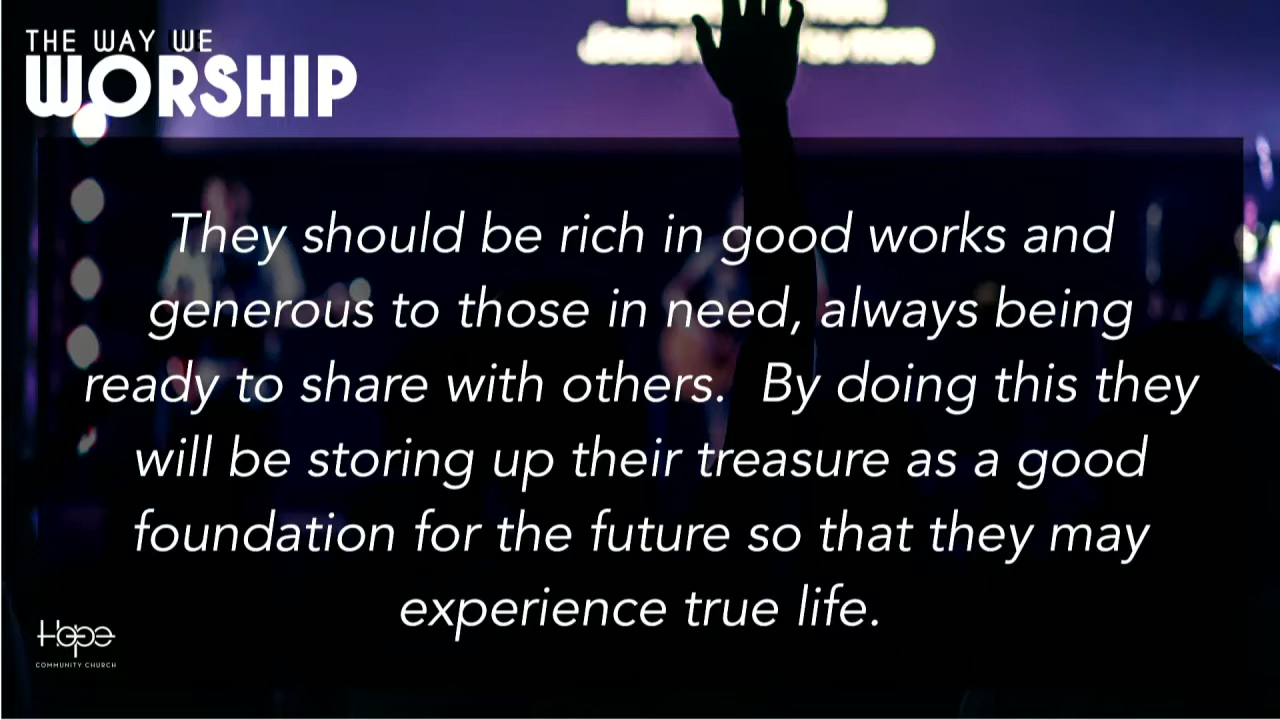 THE WAY WE
WORSHIP
Jesus
more
They should be rich in good works and
generous to those in need, always being
ready to share with others.  By doing this they
will be storing up their treasure as a good
foundation for the future so that they may
experience true life.
Hope
COMMUNITY CHURCH